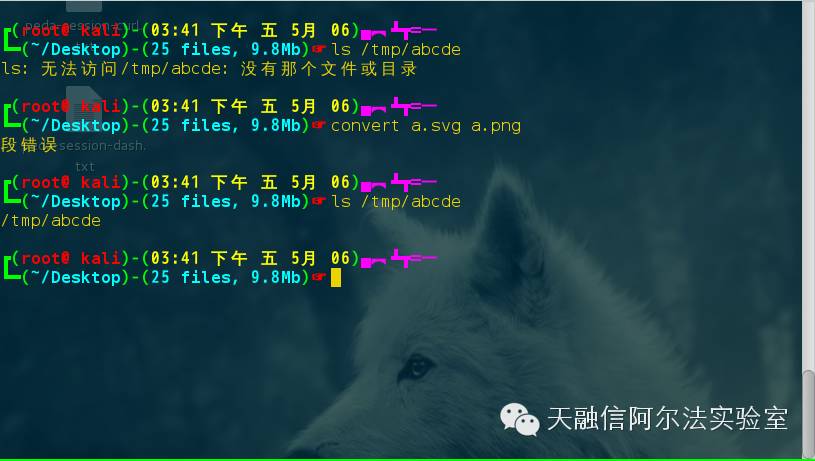 peda-session-curl.
(root@ kali)-(03:41 下午 五 5月 06)
(~/Desktop)-(25 files, 9.8Mb)☞ ls /tmp/abcde
ls: 无法访问/tmp/abcde: 没有那个文件或目录
(root@ kali)-(03:41 下午 五 5月 06)
(~/Desktop)-(25 files, 9.8Mb)☞ convert a.svg a.png
段错误
-session-dash.
txt
(root@ kali)-(03:41 下午 五 5月 06)
(~/Desktop)-(25 files, 9.8Mb)☞ ls /tmp/abcde
/tmp/abcde
(root@ kali)-(03:41 下午 五 5月 06)
(~/Desktop)-(25 files, 9.8Mb)☞
天融信阿尔法实验室